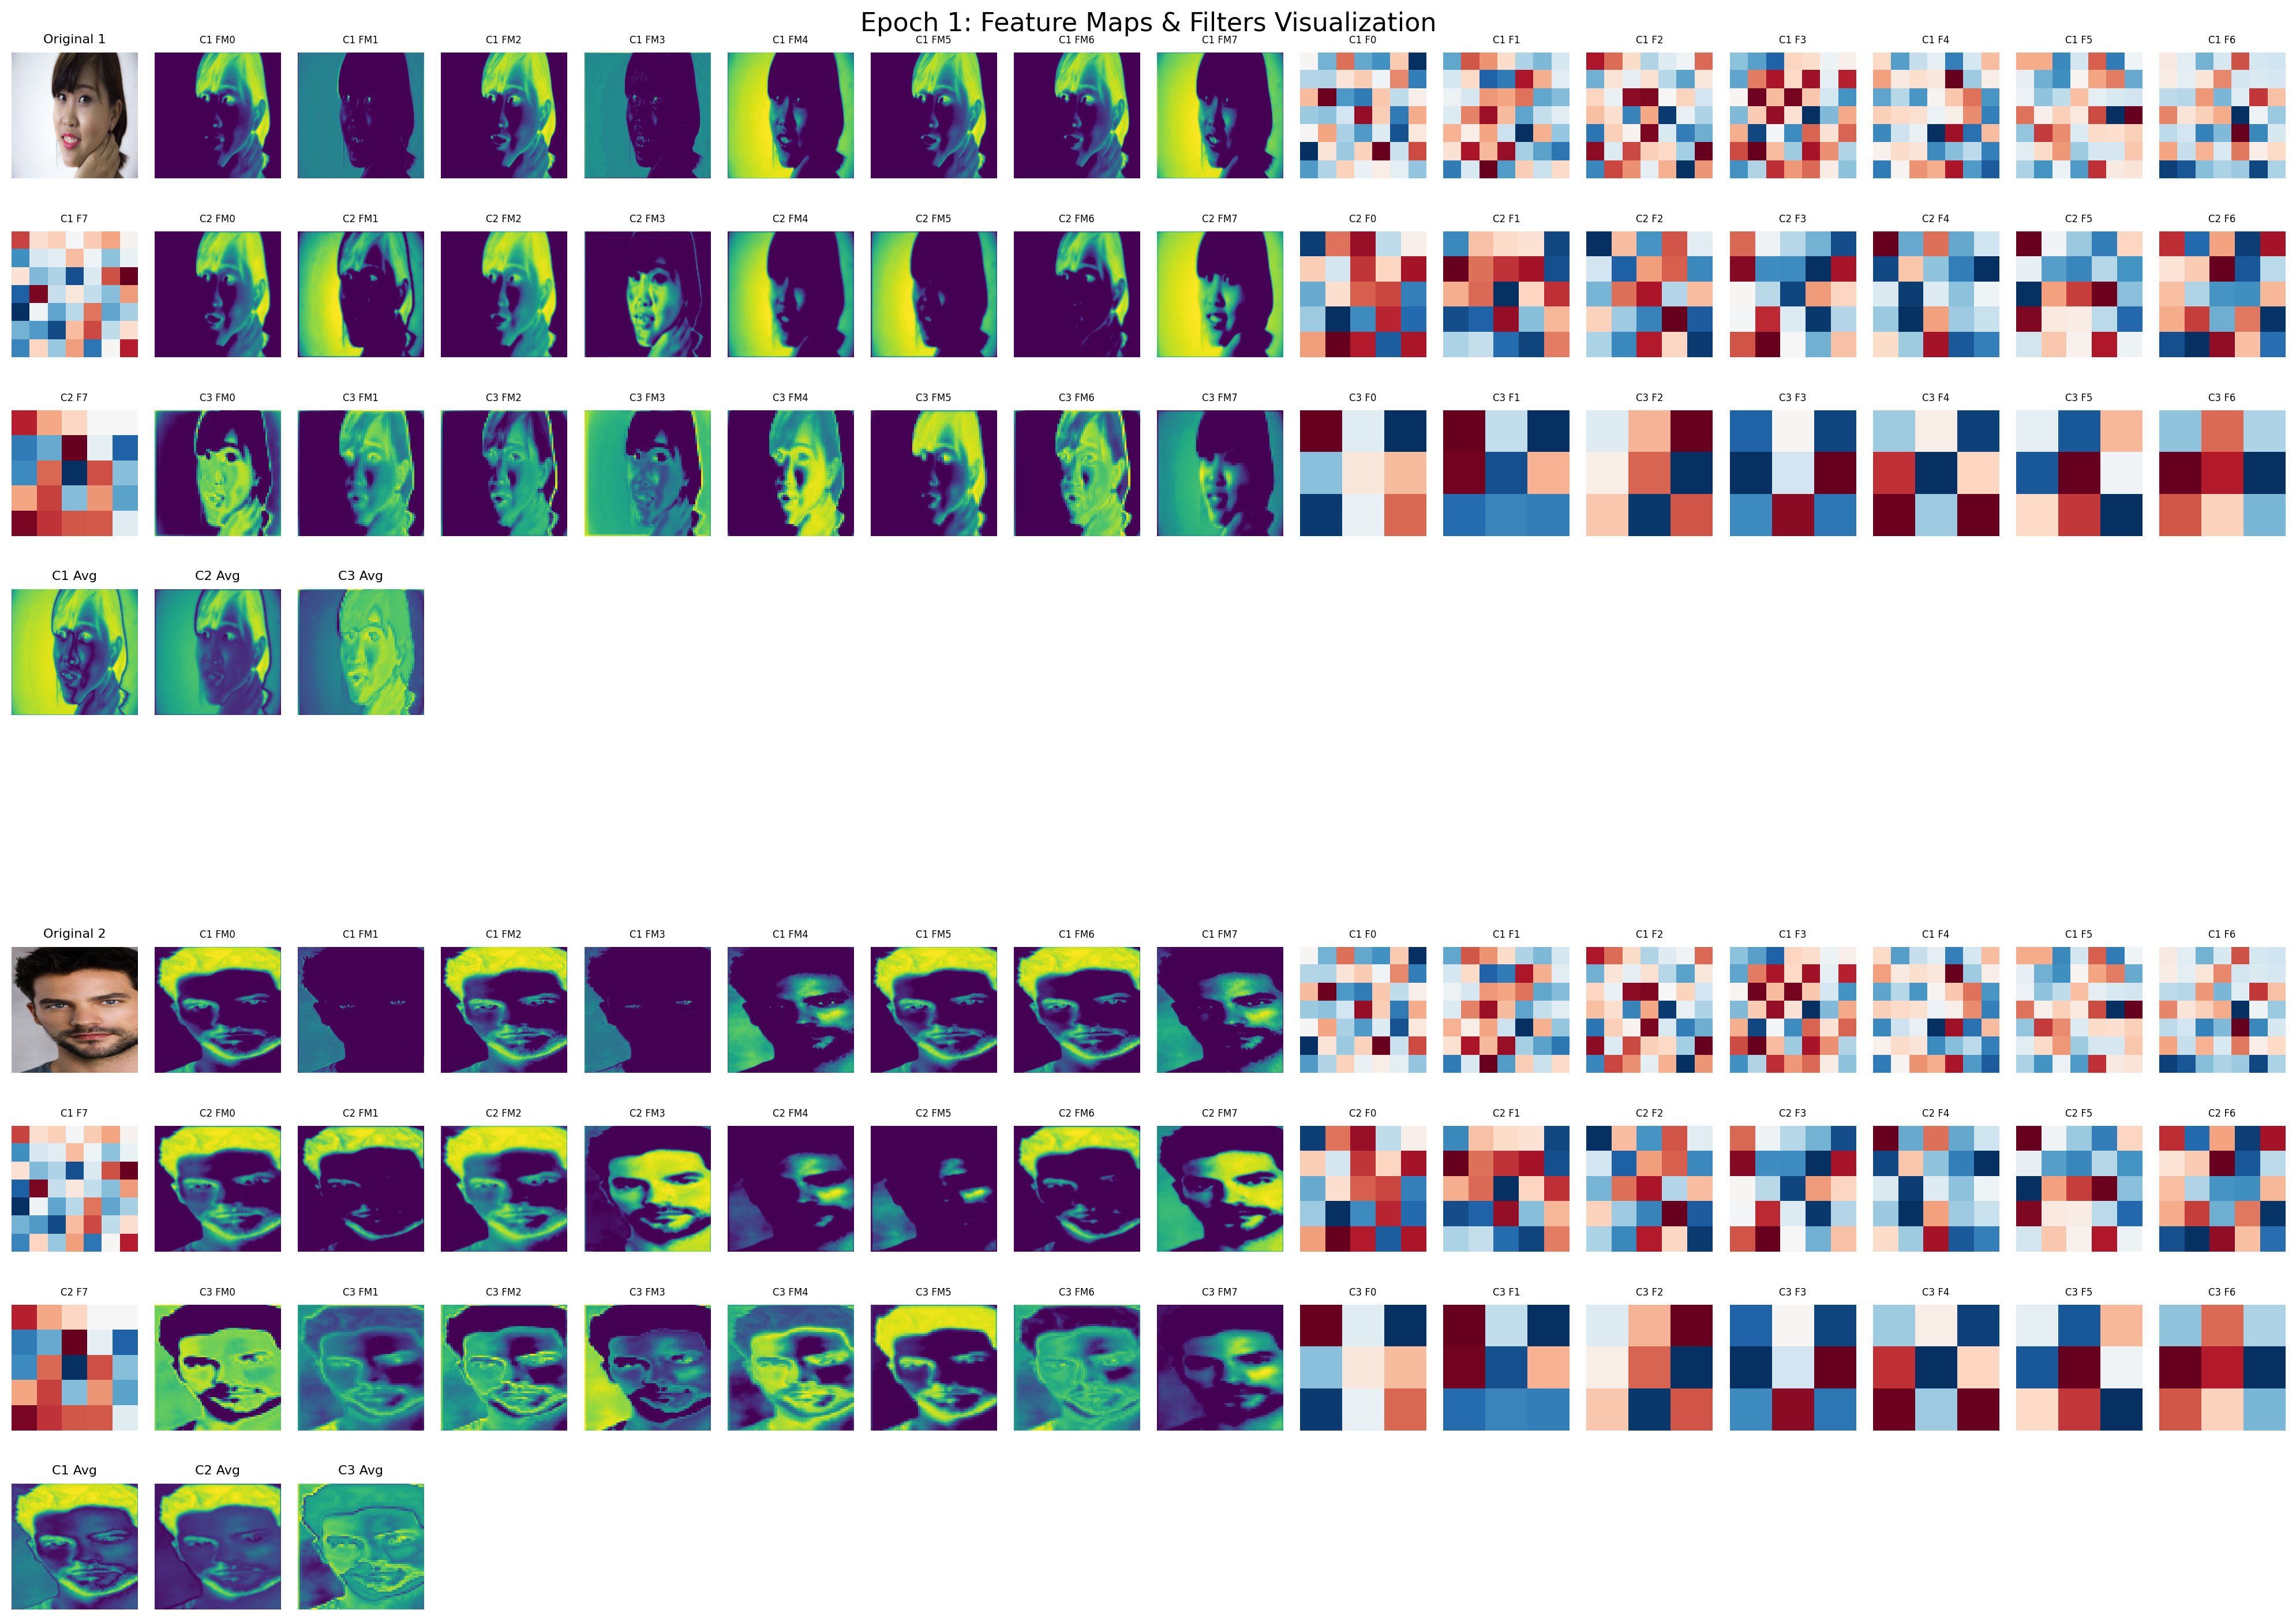 Epoch 1: Feature Maps & Filters Visualization
Original 1 C1 FM0 C1 FM1 C1 FM2 C1 FM3 C1 FM4 C1 FM5 C1 FM6 C1 FM7 C1 F0 C1 F1 C1 F2 C1 F3 C1 F4 C1 F5 C1 F6
C1 F7 C2 FM0 C2 FM1 C2 FM2 C2 FM3 C2 FM4 C2 FM5 C2 FM6 C2 FM7 C2 F0 C2 F1 C2 F2 C2 F3 C2 F4 C2 F5 C2 F6
C2 F7 C3 FM0 C3 FM1 C3 FM2 C3 FM3 C3 FM4 C3 FM5 C3 FM6 C3 FM7 C3 F0 C3 F1 C3 F2 C3 F3 C3 F4 C3 F5 C3 F6
C1 Avg C2 Avg C3 Avg
Original 2 C1 FM0 C1 FM1 C1 FM2 C1 FM3 C1 FM4 C1 FM5 C1 FM6 C1 FM7 C1 F0 C1 F1 C1 F2 C1 F3 C1 F4 C1 F5 C1 F6
C1 F7 C2 FM0 C2 FM1 C2 FM2 C2 FM3 C2 FM4 C2 FM5 C2 FM6 C2 FM7 C2 F0 C2 F1 C2 F2 C2 F3 C2 F4 C2 F5 C2 F6
C2 F7 C3 FM0 C3 FM1 C3 FM2 C3 FM3 C3 FM4 C3 FM5 C3 FM6 C3 FM7 C3 F0 C3 F1 C3 F2 C3 F3 C3 F4 C3 F5 C3 F6
C1 Avg C2 Avg C3 Avg